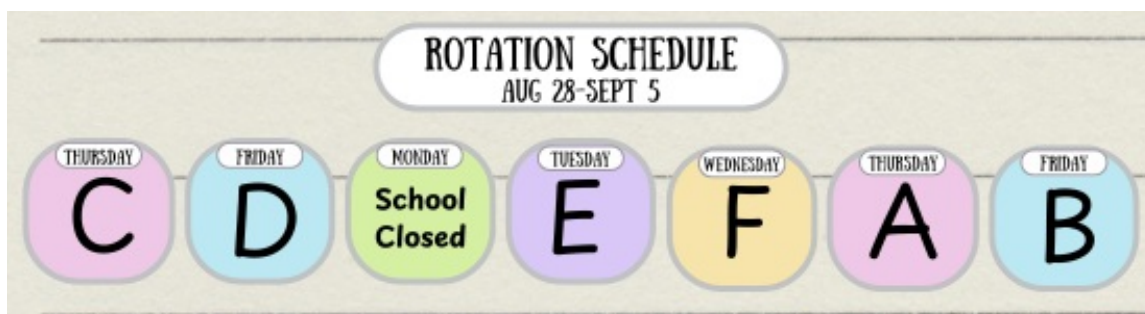 ROTATION SCHEDULE
AUG 28-SEPT 5
THURSDAY
C
FRIDAY
D
MONDAY
School
Closed
TUESDAY
E
WEDNESDAY
F
THURSDAY
A
FRIDAY
B